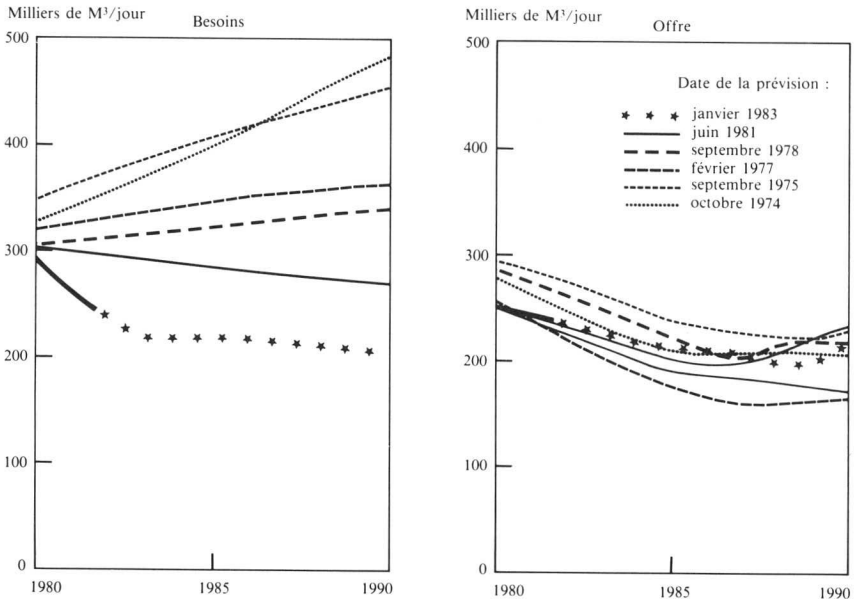 Milliers de M³/jour
Besoins
500
400
300
200
100
0
1980
1985
1990
Milliers de M³/jour
Offre
500
400
300
200
100
0
1980
1985
1990
Date de la prévision :
janvier 1983
juin 1981
septembre 1978
février 1977
septembre 1975
octobre 1974